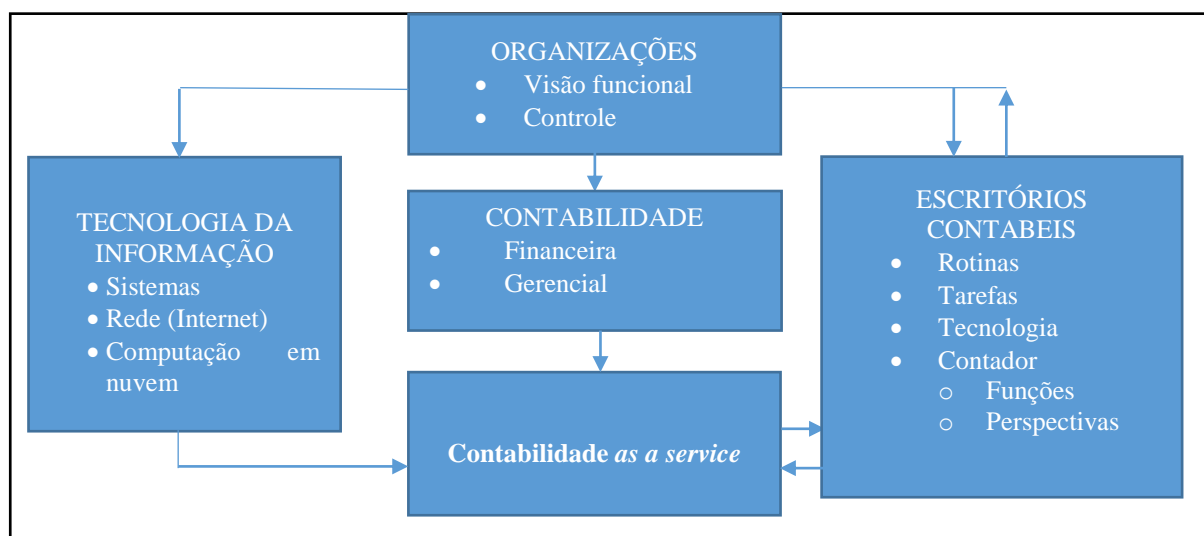 ORGANIZAÇÕES
• Visão funcional
• Controle
TECNOLOGIA DA
INFORMAÇÃO
• Sistemas
• Rede (Internet)
• Computação em
nuvem
CONTABILIDADE
• Financeira
• Gerencial
Contabilidade as a service
ESCRITÓRIOS
CONTABEIS
• Rotinas
• Tarefas
• Tecnologia
• Contador
o Funções
o Perspectivas